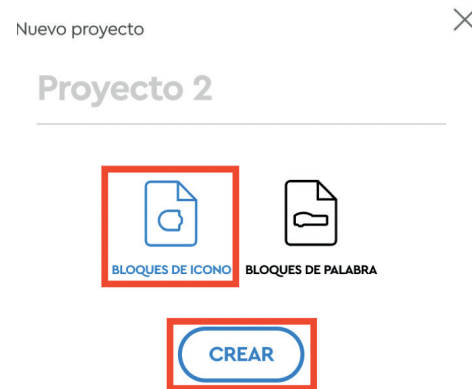 Nuevo proyecto
Proyecto 2
BLOQUES DE ICONO BLOQUES DE PALABRA
CREAR